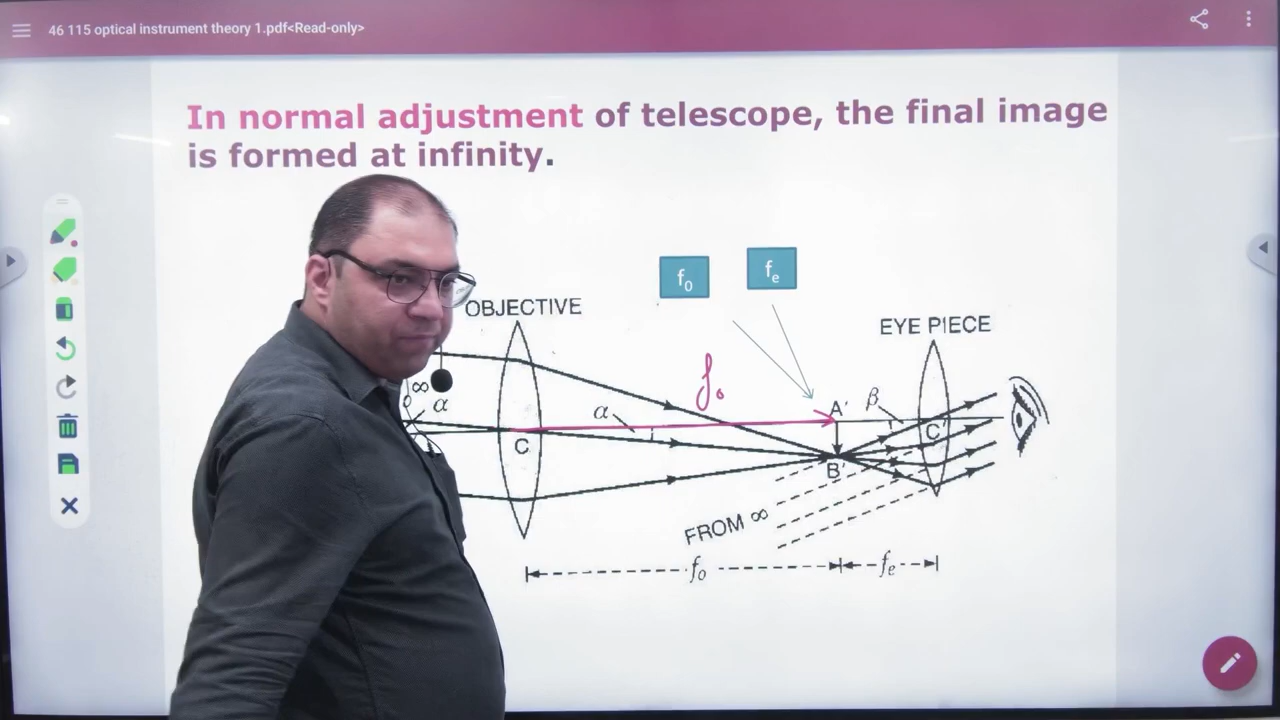 46 115 optical instrument theory 1.pdf<Read-only>
In normal adjustment of telescope, the final image
is formed at infinity.
f₀
fₑ
OBJECTIVE
EYE PIECE
f₀
∞
α
α
A'
β
C
C'
B'
FROM ∞
fₒ
fₑ